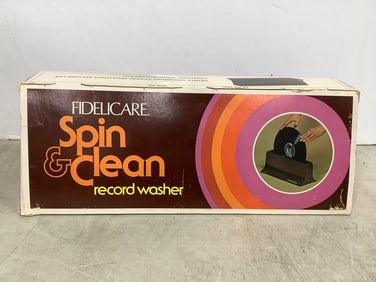 FIDELICARE
Spin
& Clean
record washer